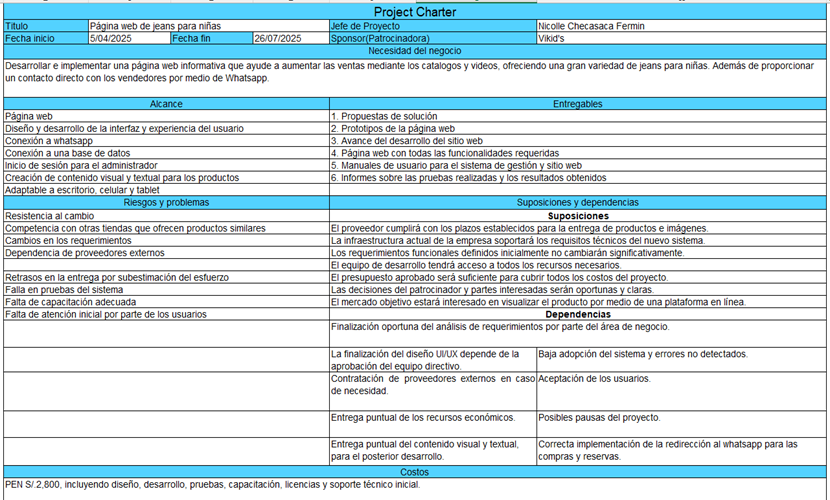 Project Charter
Titulo Página web de jeans para niñas Jefe de Proyecto Nicolle Checasaca Fermin
Fecha inicio 5/04/2025 Fecha fin 26/07/2025 Sponsor(Patrocinadora) Vikid's
Necesidad del negocio
Desarrollar e implementar una página web informativa que ayude a aumentar las ventas mediante los catalogos y videos, ofreciendo una gran variedad de jeans para niñas. Además de proporcionar
un contacto directo con los vendedores por medio de Whatsapp.
Alcance Entregables
Página web 1. Propuestas de solución
Diseño y desarrollo de la interfaz y experiencia del usuario 2. Prototipos de la página web
Conexión a whatsapp 3. Avance del desarrollo del sitio web
Conexión a una base de datos 4. Página web con todas las funcionalidades requeridas
Inicio de sesión para el administrador 5. Manuales de usuario para el sistema de gestión y sitio web
Creación de contenido visual y textual para los productos 6. Informes sobre las pruebas realizadas y los resultados obtenidos
Adaptable a escritorio, celular y tablet
Riesgos y problemas Suposiciones y dependencias
Resistencia al cambio Suposiciones
Competencia con otras tiendas que ofrecen productos similares El proveedor cumplirá con los plazos establecidos para la entrega de productos e imágenes.
Cambios en los requerimientos La infraestructura actual de la empresa soportará los requisitos técnicos del nuevo sistema.
Dependencia de proveedores externos Los requerimientos funcionales definidos inicialmente no cambiarán significativamente.
El equipo de desarrollo tendrá acceso a todos los recursos necesarios.
Retrasos en la entrega por subestimación del esfuerzo El presupuesto aprobado será suficiente para cubrir todos los costos del proyecto.
Falla en pruebas del sistema Las decisiones del patrocinador y partes interesadas serán oportunas y claras.
Falta de capacitación adecuada El mercado objetivo estará interesado en visualizar el producto por medio de una plataforma en línea.
Falta de atención inicial por parte de los usuarios Dependencias
Finalización oportuna del análisis de requerimientos por parte del área de negocio.
La finalización del diseño UI/UX depende de la Baja adopción del sistema y errores no detectados.
aprobación del equipo directivo.
Contratación de proveedores externos en caso Aceptación de los usuarios.
de necesidad.
Entrega puntual de los recursos económicos. Posibles pausas del proyecto.
Entrega puntual del contenido visual y textual, Correcta implementación de la redirección al whatsapp para las
para el posterior desarrollo. compras y reservas.
Costos
PEN S/.2,800, incluyendo diseño, desarrollo, pruebas, capacitación, licencias y soporte técnico inicial.